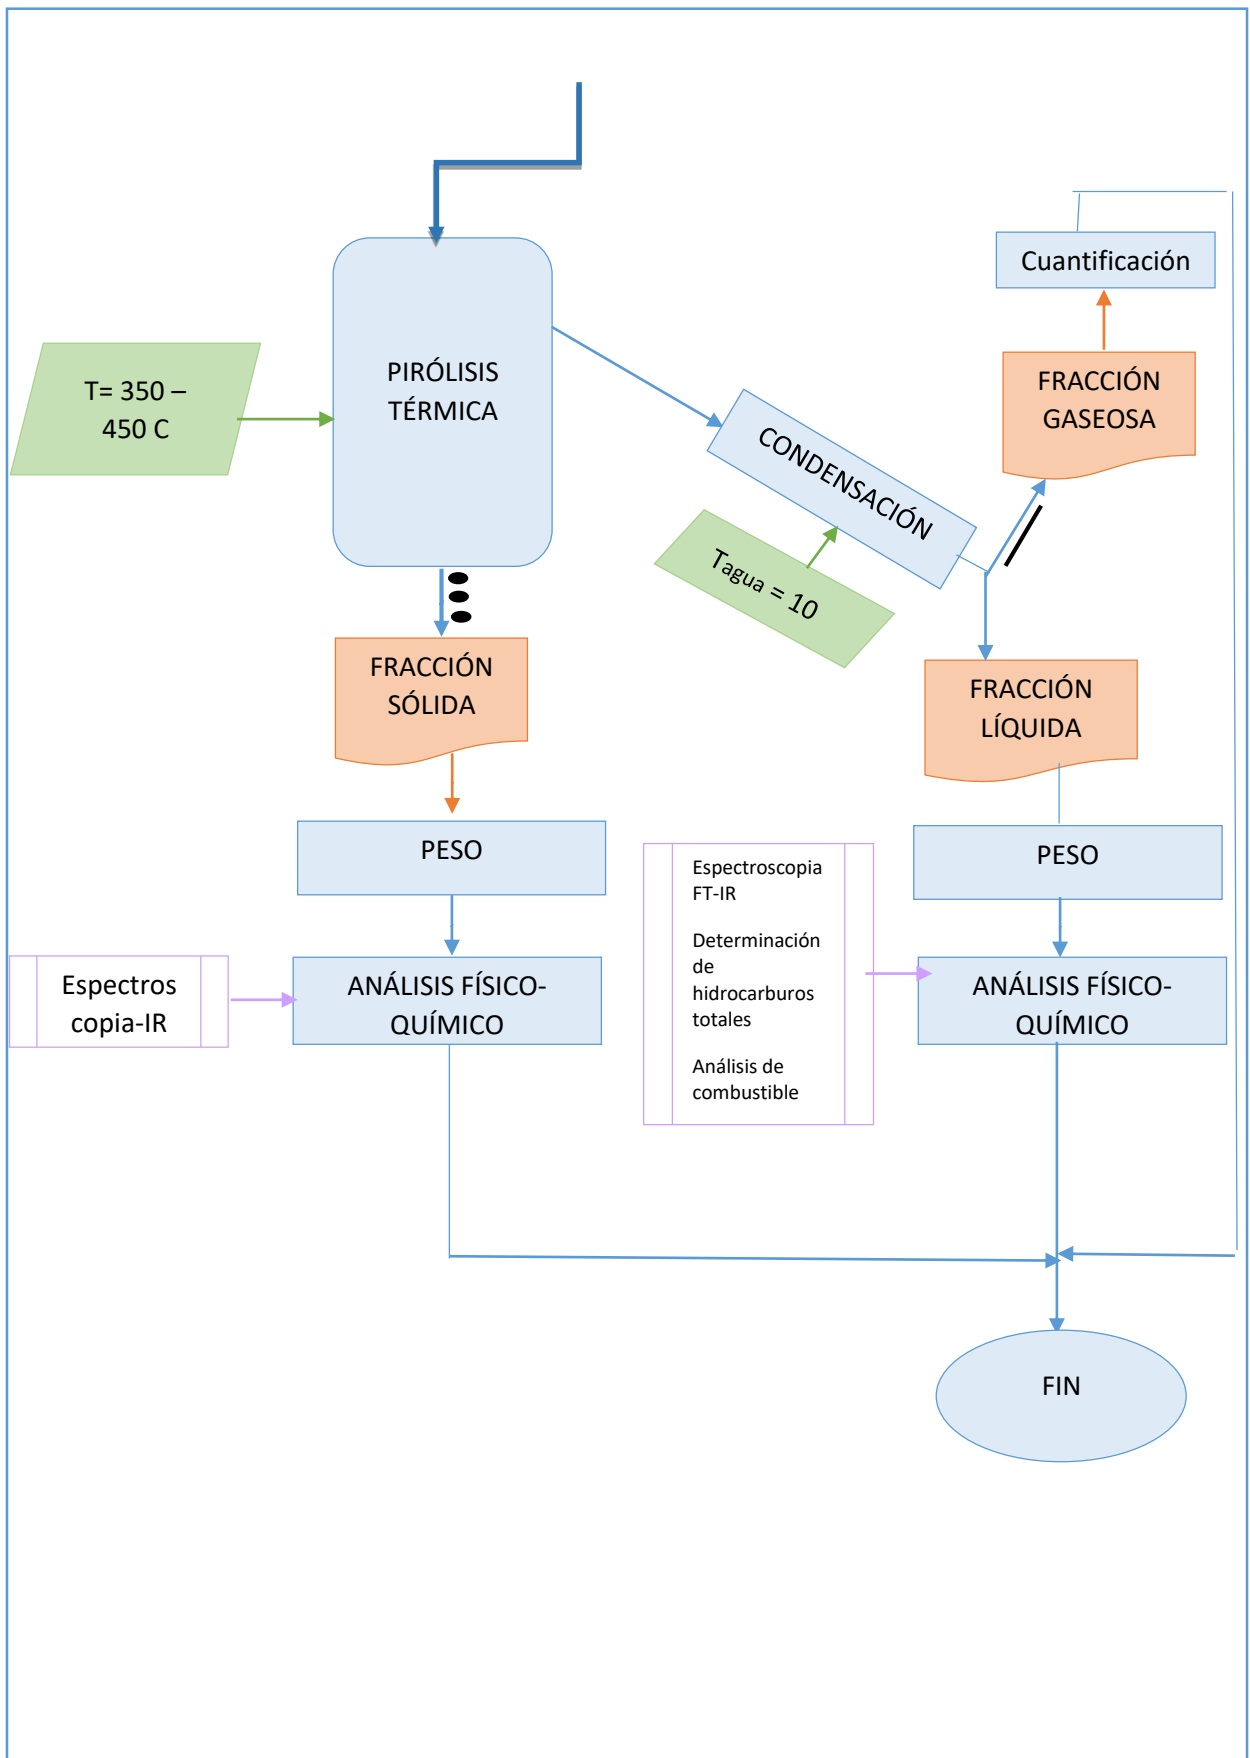 Cuantificación
PIRÓLISIS
TÉRMICA
FRACCIÓN
GASEOSA
T= 350 –
450 C
CONDENSACIÓN
Tagua = 10
FRACCIÓN
SÓLIDA
FRACCIÓN
LÍQUIDA
PESO
PESO
Espectroscopia
FT-IR
Determinación
de
hidrocarburos
totales
Análisis de
combustible
Espectros
copia-IR
ANÁLISIS FÍSICO-
QUÍMICO
ANÁLISIS FÍSICO-
QUÍMICO
FIN